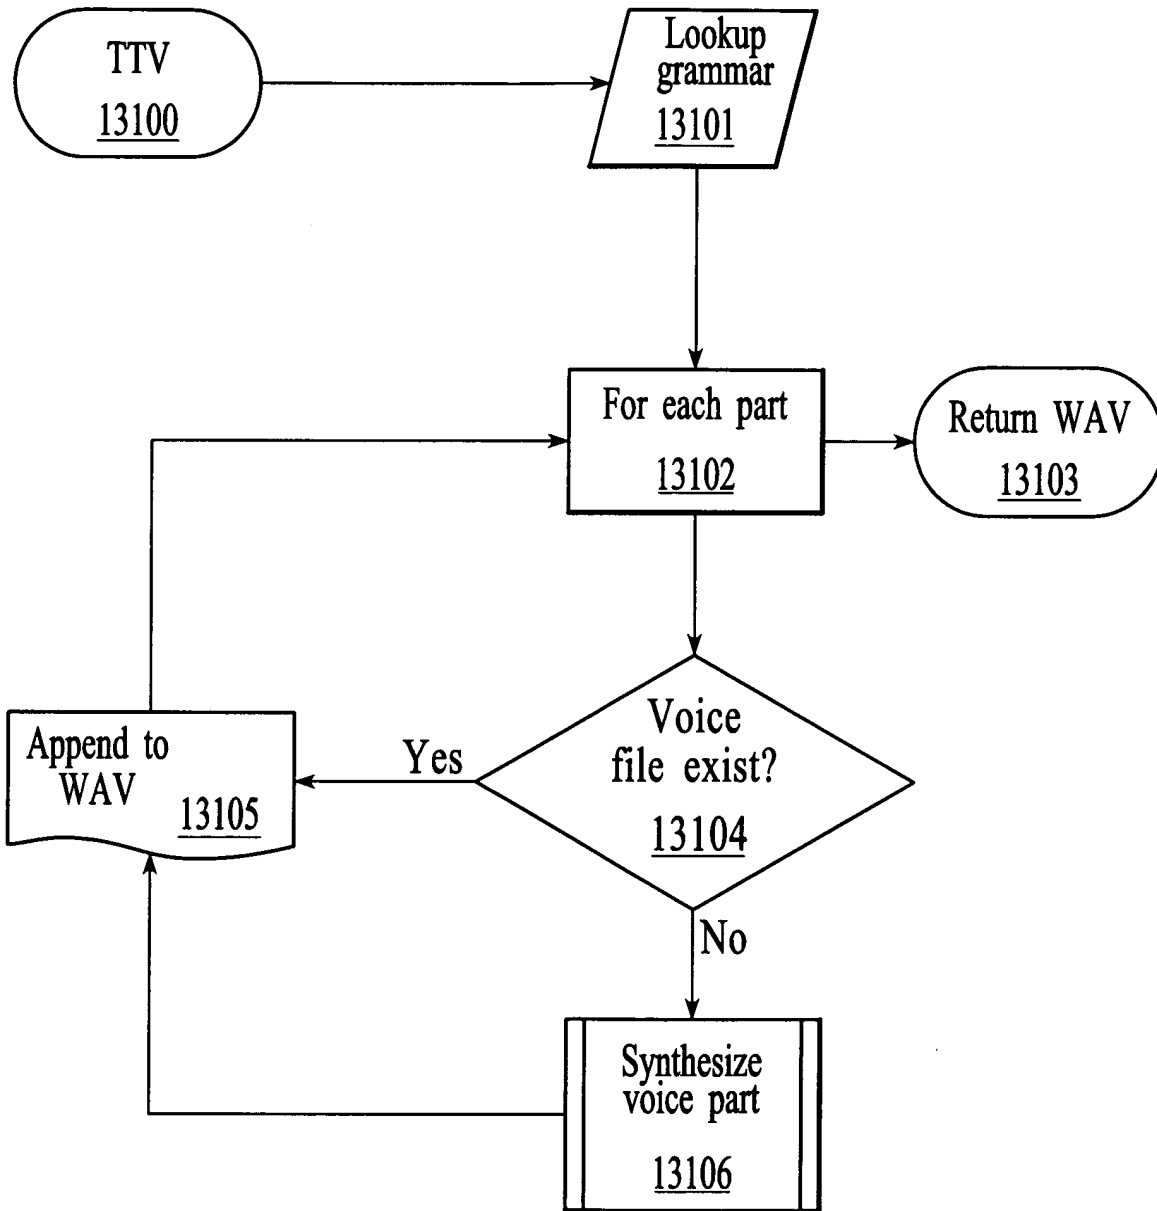 TTV
13100
Lookup
grammar
13101
For each part
13102
Return WAV
13103
Voice
file exist?
13104
Yes
Append to
WAV
13105
No
Synthesize
voice part
13106